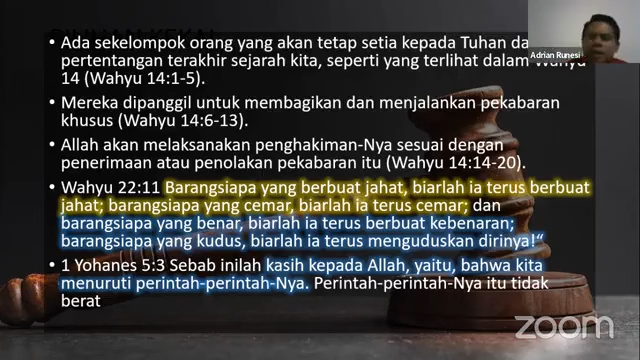 Adrian Runesi
• Ada sekelompok orang yang akan tetap setia kepada Tuhan da
pertentangan terakhir sejarah kita, seperti yang terlihat dalam Wahyu
14 (Wahyu 14:1-5).
• Mereka dipanggil untuk membagikan dan menjalankan pekabaran
khusus (Wahyu 14:6-13).
• Allah akan melaksanakan penghakiman-Nya sesuai dengan
penerimaan atau penolakan pekabaran itu (Wahyu 14:14-20).
• Wahyu 22:11 Barangsiapa yang berbuat jahat, biarlah ia terus berbuat
jahat; barangsiapa yang cemar, biarlah ia terus cemar; dan
barangsiapa yang benar, biarlah ia terus berbuat kebenaran;
barangsiapa yang kudus, biarlah ia terus menguduskan dirinya!“
• 1 Yohanes 5:3 Sebab inilah kasih kepada Allah, yaitu, bahwa kita
menuruti perintah-perintah-Nya. Perintah-perintah-Nya itu tidak
berat
zoom